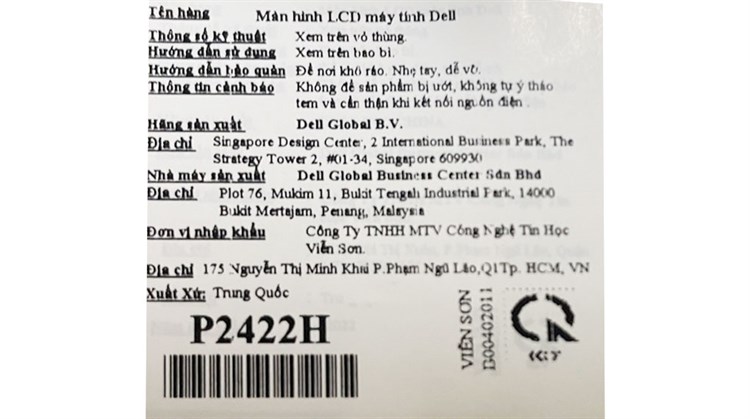 Tên hàng Màn hình LCD máy tính Dell
Thông số kỹ thuật Xem trên vỏ thùng.
Hướng dẫn sử dụng Xem trên bao bì.
Hướng dẫn bảo quản Để nơi khô ráo. Nhẹ tay, dễ vỡ.
Thông tin cảnh báo Không để sản phẩm bị ướt, không tự ý tháo
tem và cẩn thận khi kết nối nguồn điện .
Hãng sản xuất Dell Global B.V.
Địa chỉ Singapore Design Center, 2 International Business Park, The
Strategy Tower 2, #01-34, Singapore 609930
Nhà máy sản xuất Dell Global Business Center Sdn Bhd
Địa chỉ Plot 76, Mukim 11, Bukit Tengah Industrial Park, 14000
Bukit Mertajam, Penang, Malaysia
Đơn vị nhập khẩu Công Ty TNHH MTV Công Nghệ Tin Học
Viễn Sơn.
Địa chỉ 175 Nguyễn Thị Minh Khai P.Phạm Ngũ Lão,Q1Tp. HCM, VN
Xuất Xứ: Trung Quốc
P2422H
VIỄN SƠN
B00402011